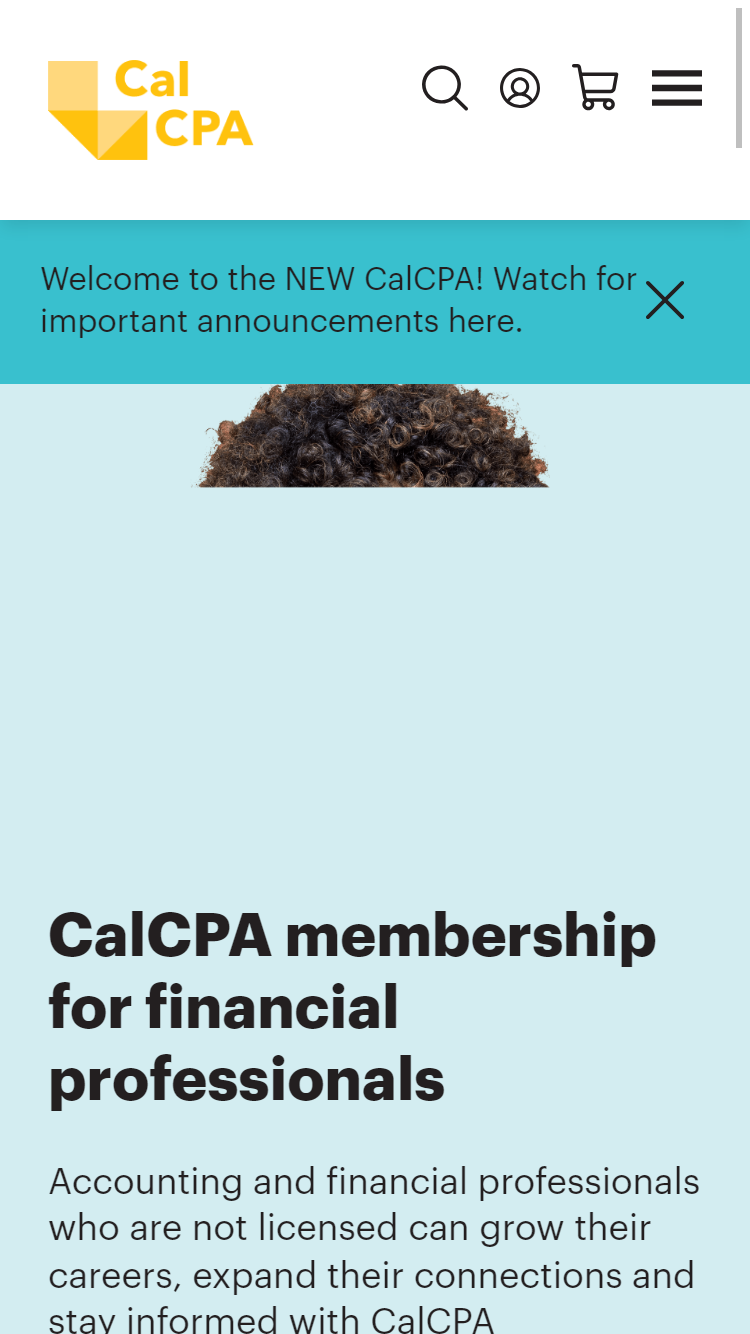 Cal
CPA
Welcome to the NEW CalCPA! Watch for
important announcements here.
CalCPA membership
for financial
professionals
Accounting and financial professionals
who are not licensed can grow their
careers, expand their connections and
stay informed with CalCPA